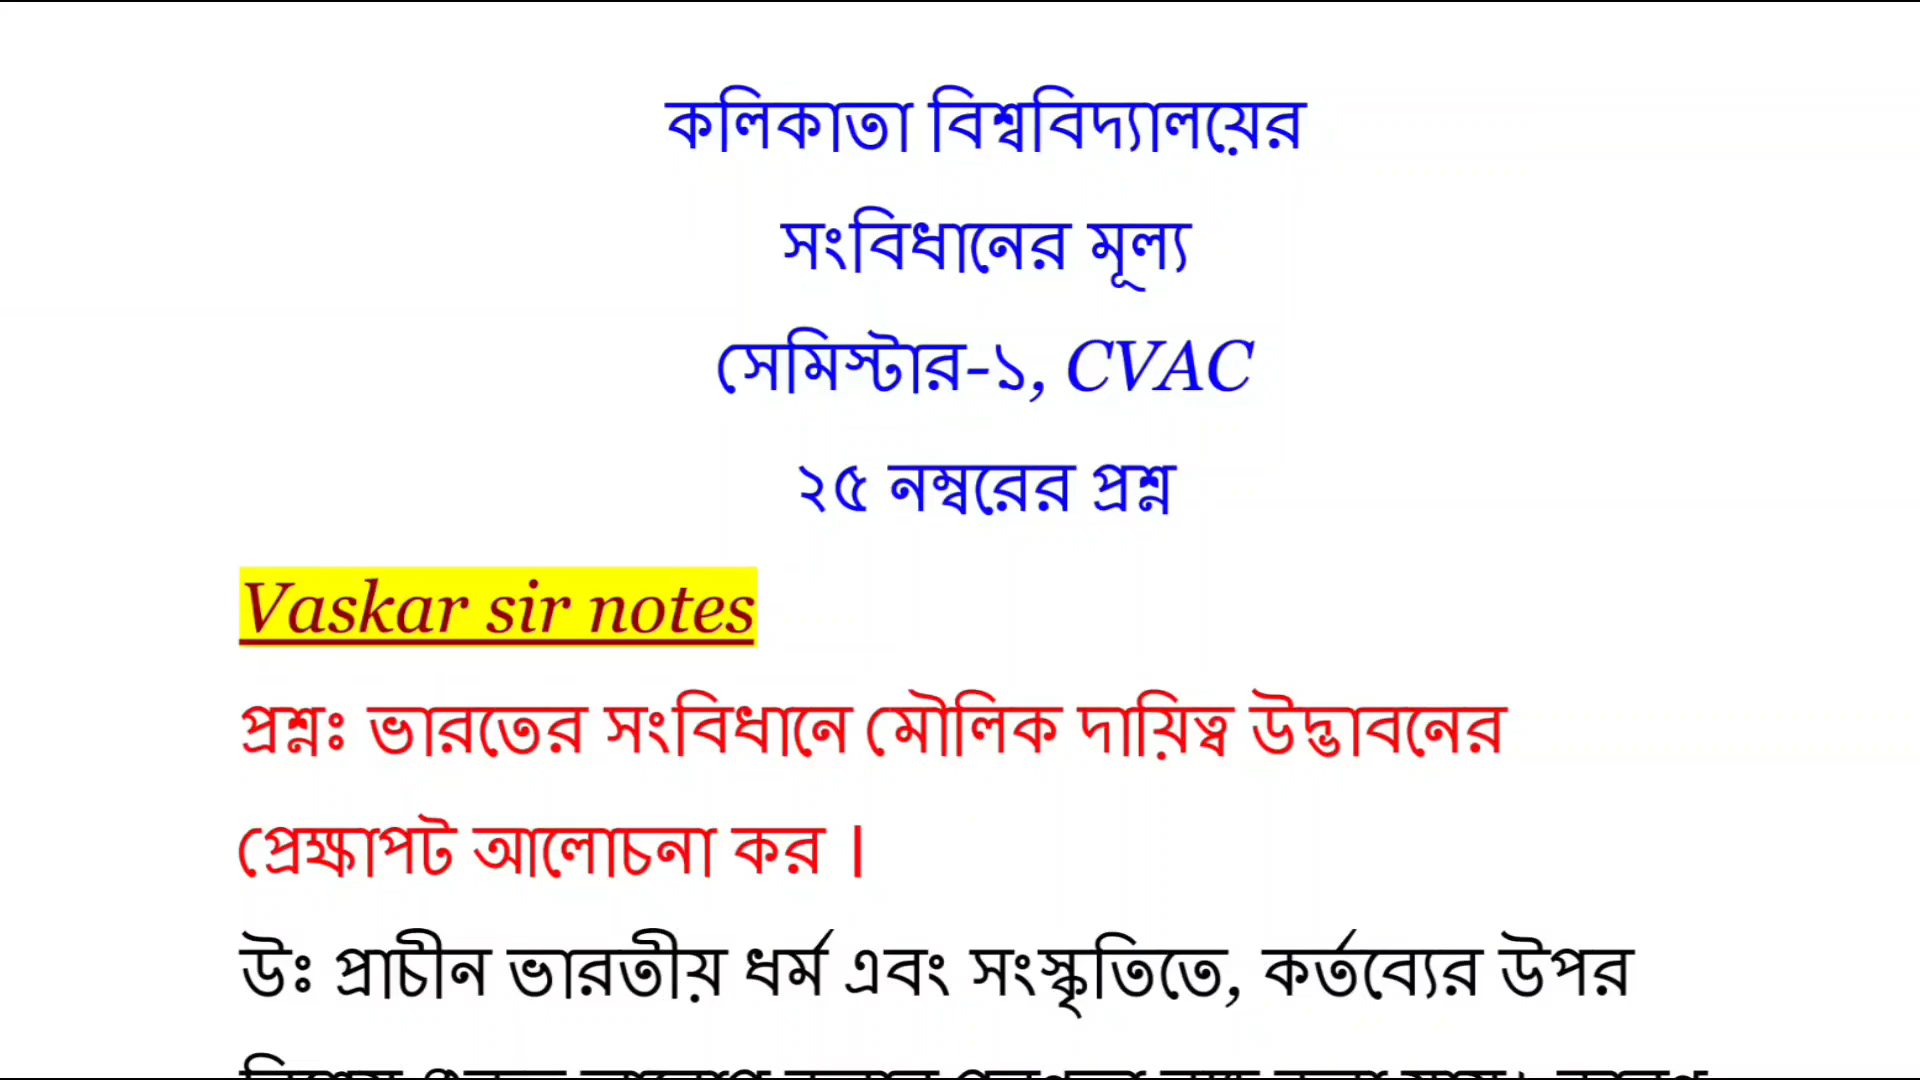 কলিকাতা বিশ্ববিদ্যালয়ের
সংবিধানের মূল্য
সেমিস্টার-১, CVAC
২৫ নম্বরের প্রশ্ন
Vaskar sir notes
প্রশ্নঃ ভারতের সংবিধানে মৌলিক দায়িত্ব উদ্ভাবনের
প্রেক্ষাপট আলোচনা কর ।
উঃ প্রাচীন ভারতীয় ধর্ম এবং সংস্কৃতিতে, কর্তব্যের উপর